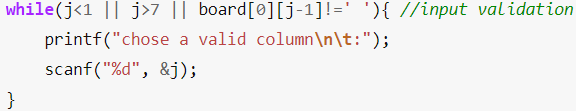 while(j<1 || j>7 || board[0][j-1]!=' '){ //input validation
    printf("chose a valid column\n\t:");
    scanf("%d", &j);
}